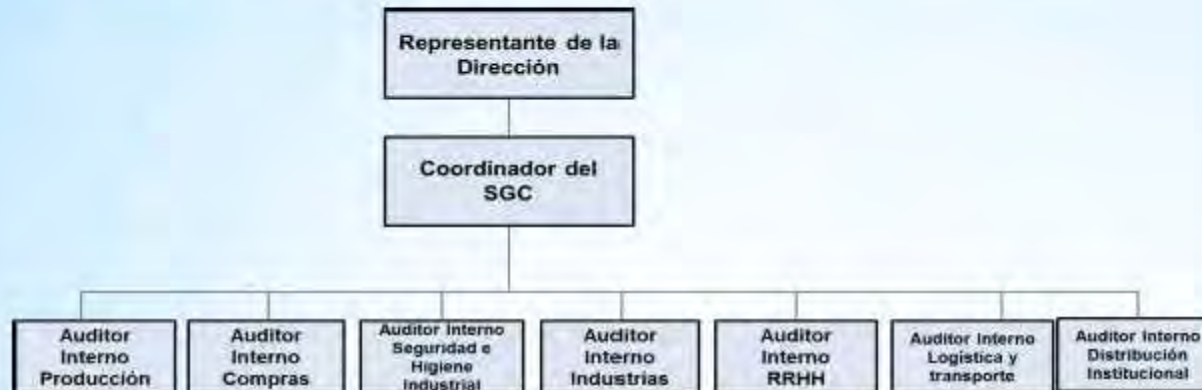 Representante de la
Dirección
Coordinador del
SGC
Auditor
Interno
Producción
Auditor
Interno
Compras
Auditor Interno
Seguridad e
Higiene
Industrial
Auditor
Interno
Industrias
Auditor
Interno
RRHH
Auditor Interno
Logística y
transporte
Auditor Interno
Distribución
Institucional